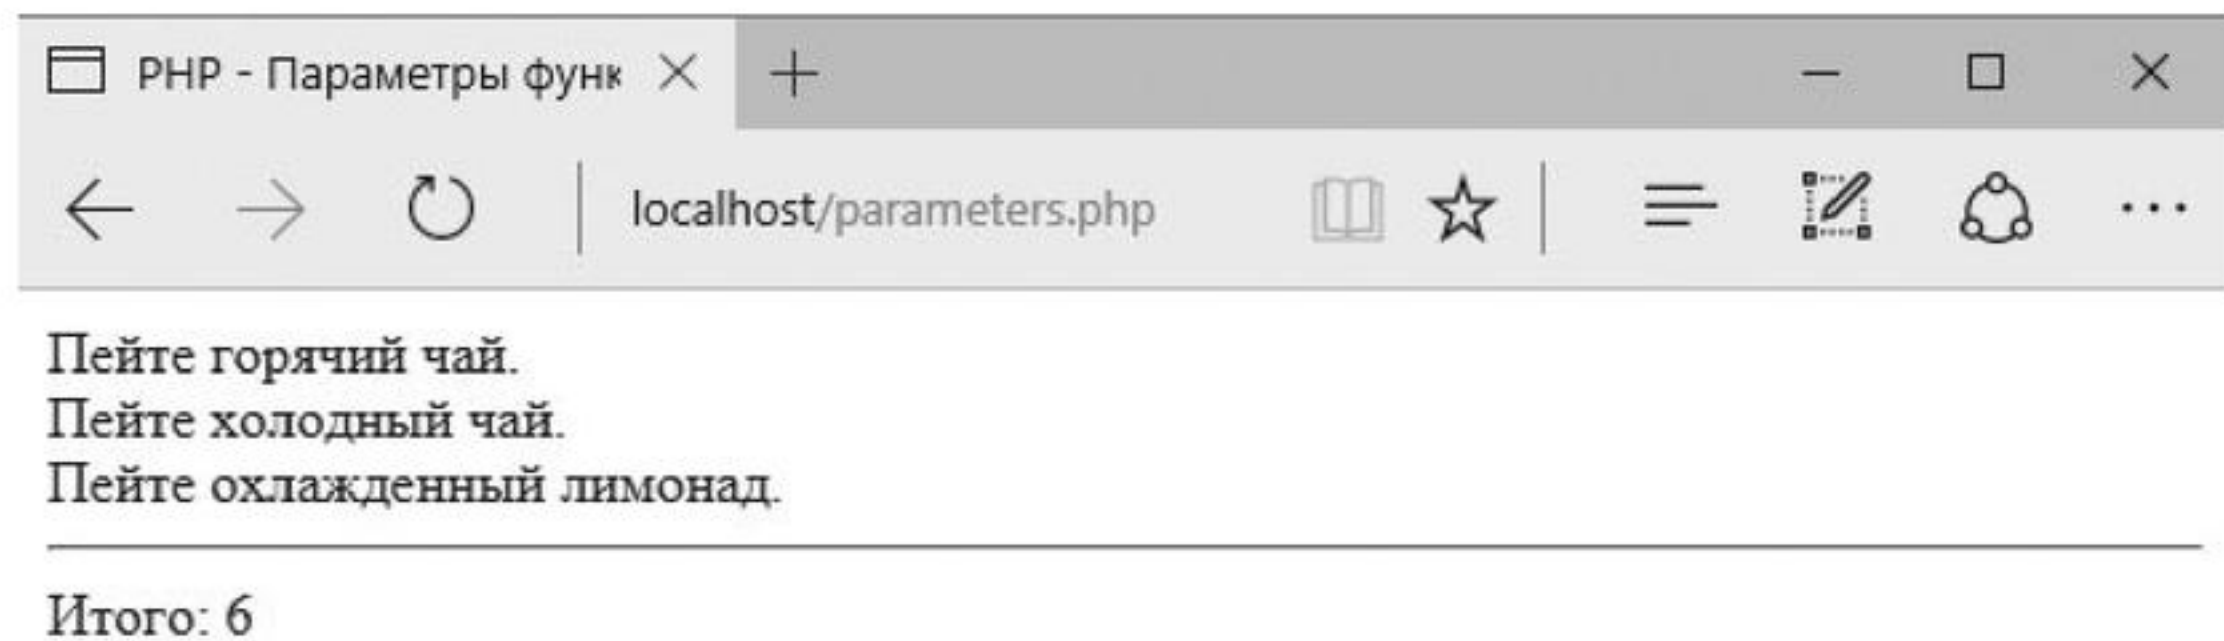 PHP - Параметры функ
localhost/parameters.php
Пейте горячий чай.
Пейте холодный чай.
Пейте охлажденный лимонад.
Итого: 6